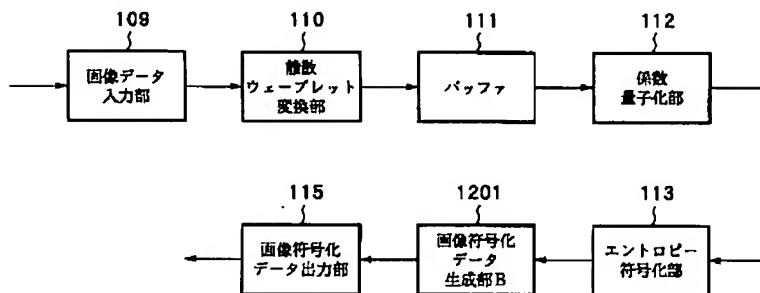 109
110
111
112
画像データ
入力部
離散
ウェーブレット
変換部
バッファ
係数
量子化部
115
1201
113
画像符号化
データ出力部
画像符号化
データ
生成部B
エントロピー
符号化部